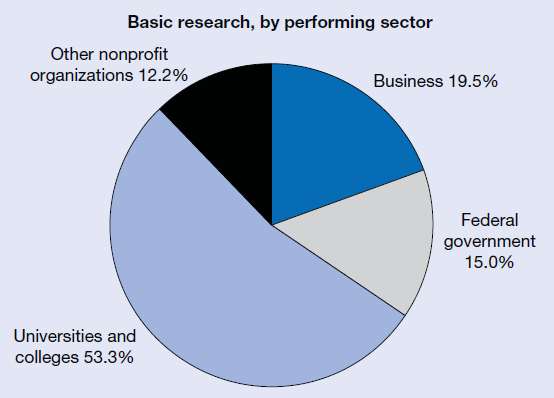 Basic research, by performing sector
Other nonprofit
organizations 12.2%
Business 19.5%
Federal
government
15.0%
Universities and
colleges 53.3%